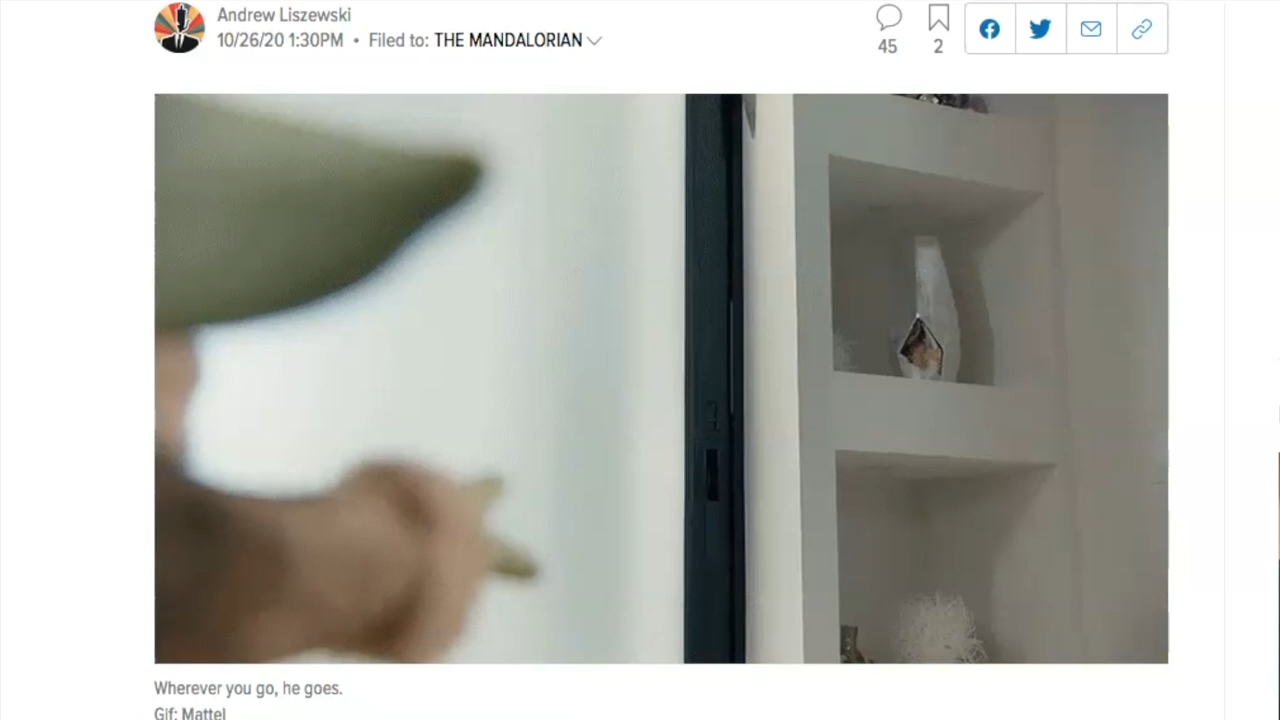 Andrew Liszewski
10/26/20 1:30PM • Filed to: THE MANDALORIAN
45
2
Wherever you go, he goes.
Gif: Mattel